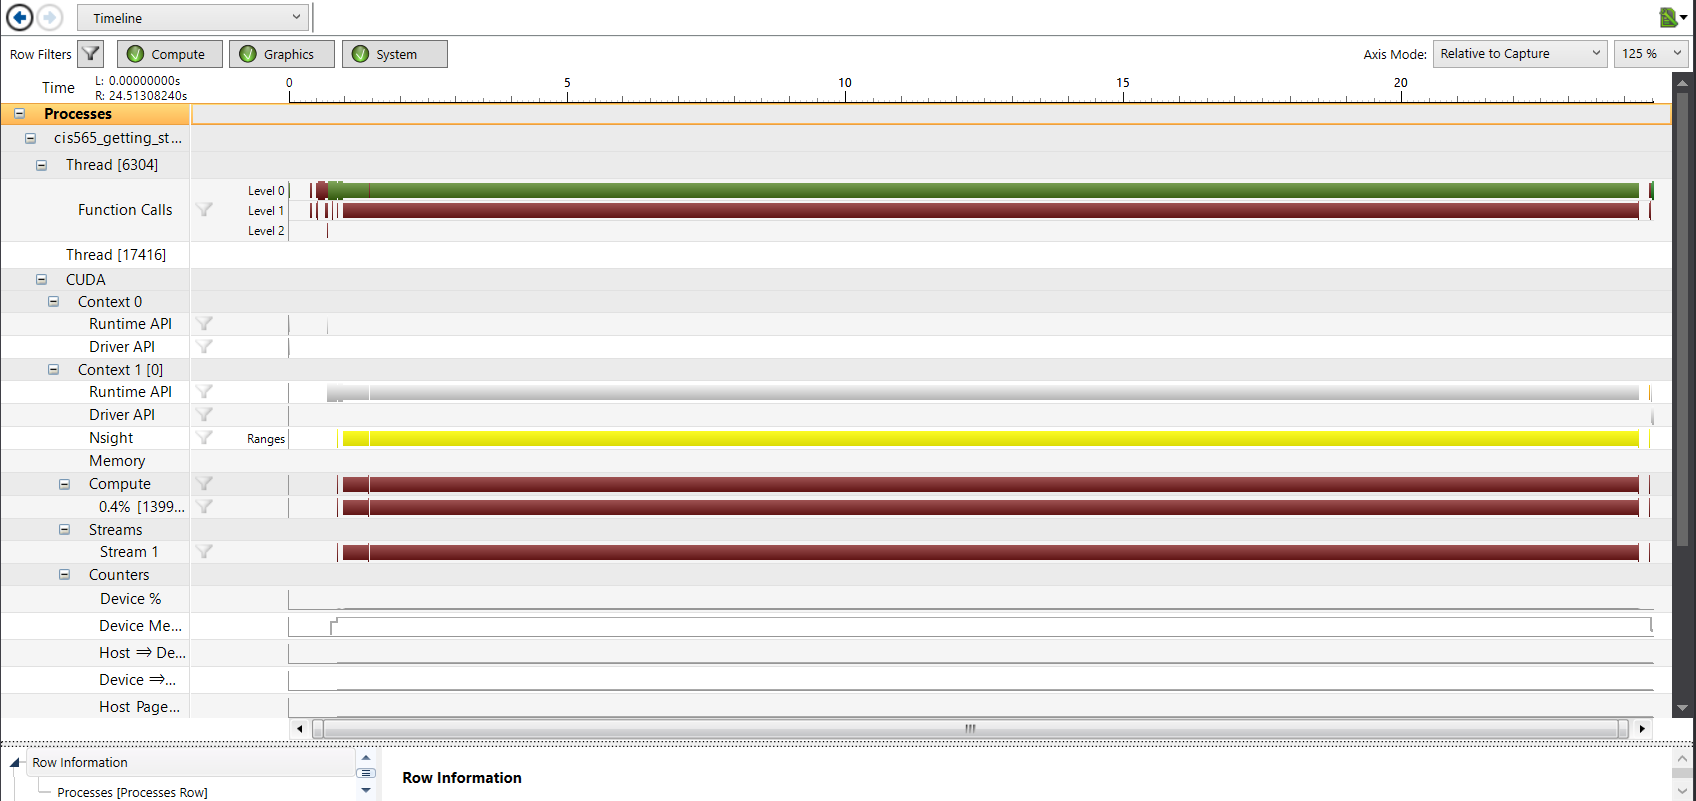 Timeline
Row Filters Compute Graphics System Axis Mode: Relative to Capture 125 %
Time L: 0.00000000s 0 5 10 15 20
R: 24.51308240s
Processes
cis565_getting_st...
Thread [6304]
Level 0
Function Calls Level 1
Level 2
Thread [17416]
CUDA
Context 0
Runtime API
Driver API
Context 1 [0]
Runtime API
Driver API
Nsight Ranges
Memory
Compute
0.4% [1399...
Streams
Stream 1
Counters
Device %
Device Me...
Host ⇒ De...
Device ⇒...
Host Page...
Row Information
Row Information
Processes [Processes Row]